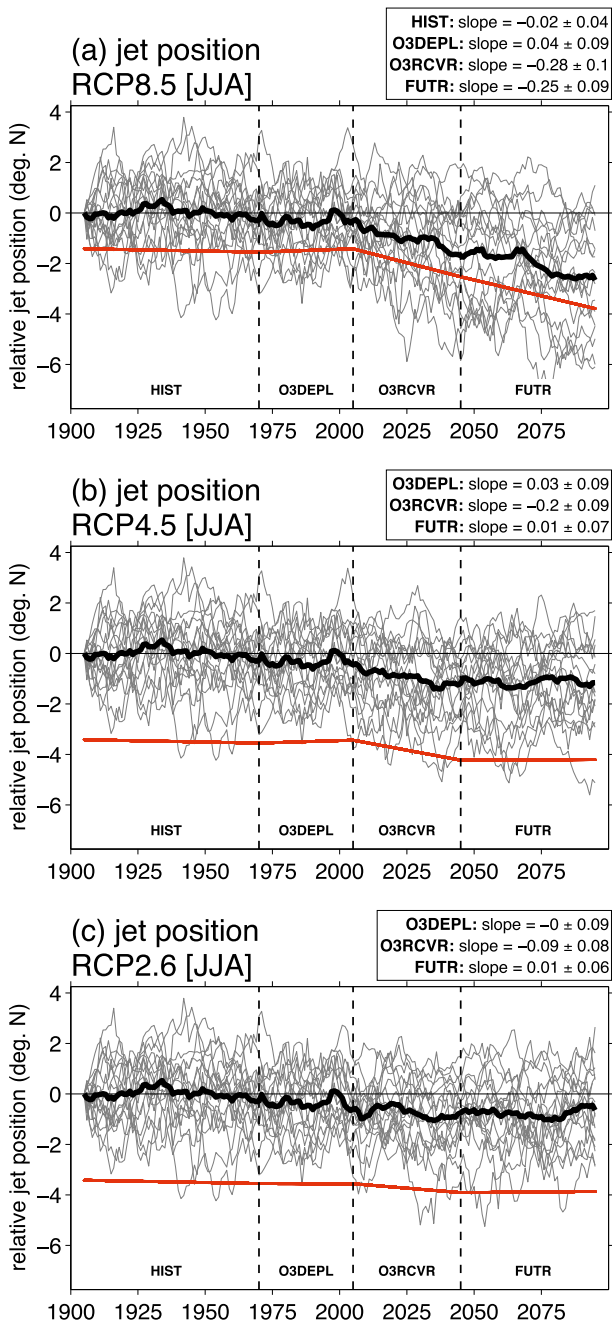 HIST: slope = −0.02 ± 0.04
O3DEPL: slope = 0.04 ± 0.09
O3RCVR: slope = −0.28 ± 0.1
FUTR: slope = −0.25 ± 0.09
(a) jet position
RCP8.5 [JJA]
relative jet position (deg. N)
4
2
0
−2
−4
−6
HIST O3DEPL O3RCVR FUTR
1900 1925 1950 1975 2000 2025 2050 2075
O3DEPL: slope = 0.03 ± 0.09
O3RCVR: slope = −0.2 ± 0.09
FUTR: slope = 0.01 ± 0.07
(b) jet position
RCP4.5 [JJA]
relative jet position (deg. N)
4
2
0
−2
−4
−6
HIST O3DEPL O3RCVR FUTR
1900 1925 1950 1975 2000 2025 2050 2075
O3DEPL: slope = −0 ± 0.09
O3RCVR: slope = −0.09 ± 0.08
FUTR: slope = 0.01 ± 0.06
(c) jet position
RCP2.6 [JJA]
relative jet position (deg. N)
4
2
0
−2
−4
−6
HIST O3DEPL O3RCVR FUTR
1900 1925 1950 1975 2000 2025 2050 2075